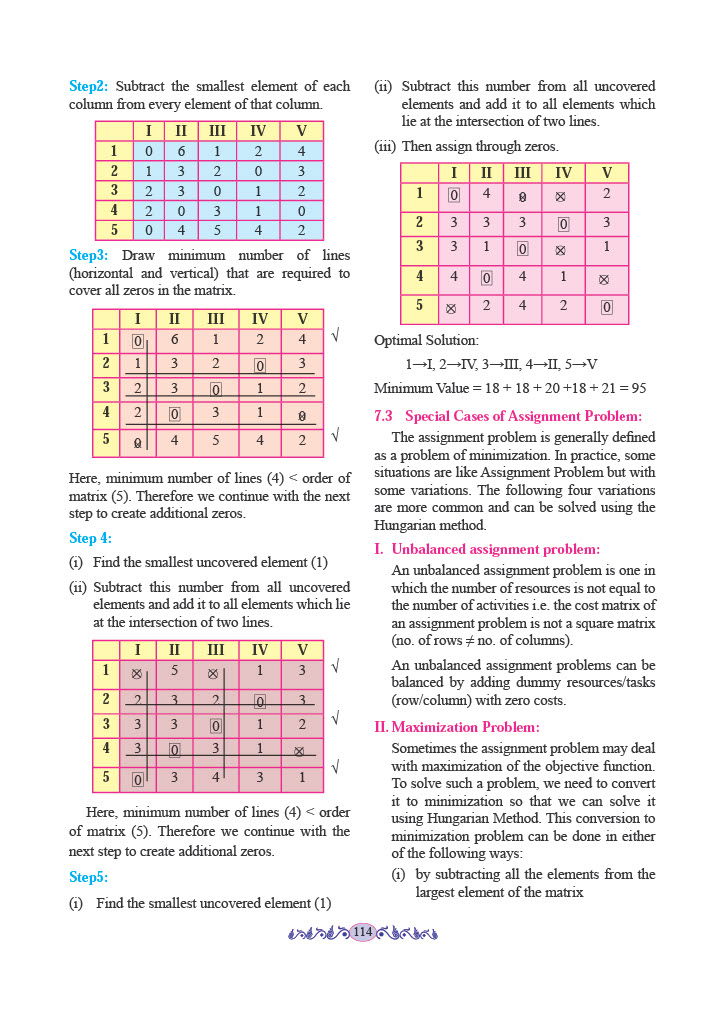 Step2: Subtract the smallest element of each
column from every element of that column.
I II III IV V
1 0 6 1 2 4
2 1 3 2 0 3
3 2 3 0 1 2
4 2 0 3 1 0
5 0 4 5 4 2
Step3: Draw minimum number of lines
(horizontal and vertical) that are required to
cover all zeros in the matrix.
I II III IV V
1 0 6 1 2 4 √
2 1 3 2 0 3
3 2 3 0 1 2
4 2 0 3 1 0
5 0 4 5 4 2 √
Here, minimum number of lines (4) < order of
matrix (5). Therefore we continue with the next
step to create additional zeros.
Step 4:
(i) Find the smallest uncovered element (1)
(ii) Subtract this number from all uncovered
elements and add it to all elements which lie
at the intersection of two lines.
I II III IV V
1 0 5 0 1 3 √
2 2 3 2 0 3
3 3 3 0 1 2 √
4 3 0 3 1 0
5 0 3 4 3 1 √
Here, minimum number of lines (4) < order
of matrix (5). Therefore we continue with the
next step to create additional zeros.
Step5:
(i) Find the smallest uncovered element (1)
(ii) Subtract this number from all uncovered
elements and add it to all elements which
lie at the intersection of two lines.
(iii) Then assign through zeros.
I II III IV V
1 0 4 0 0 2
2 3 3 3 0 3
3 3 1 0 0 1
4 4 0 4 1 0
5 0 2 4 2 0
Optimal Solution:
1→I, 2→IV, 3→III, 4→II, 5→V
Minimum Value = 18 + 18 + 20 +18 + 21 = 95
7.3 Special Cases of Assignment Problem:
The assignment problem is generally defined
as a problem of minimization. In practice, some
situations are like Assignment Problem but with
some variations. The following four variations
are more common and can be solved using the
Hungarian method.
I. Unbalanced assignment problem:
An unbalanced assignment problem is one in
which the number of resources is not equal to
the number of activities i.e. the cost matrix of
an assignment problem is not a square matrix
(no. of rows ≠ no. of columns).
An unbalanced assignment problems can be
balanced by adding dummy resources/tasks
(row/column) with zero costs.
II. Maximization Problem:
Sometimes the assignment problem may deal
with maximization of the objective function.
To solve such a problem, we need to convert
it to minimization so that we can solve it
using Hungarian Method. This conversion to
minimization problem can be done in either
of the following ways:
(i) by subtracting all the elements from the
largest element of the matrix
114